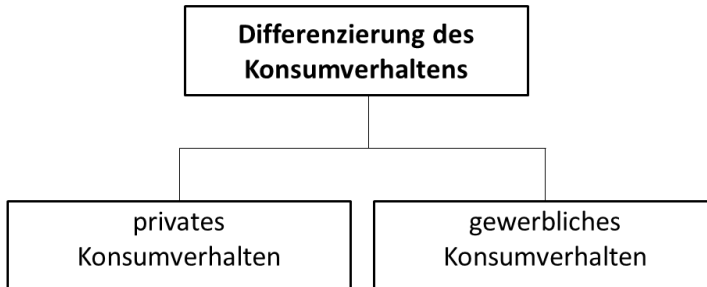 Differenzierung des
Konsumverhaltens
privates
Konsumverhalten
gewerbliches
Konsumverhalten